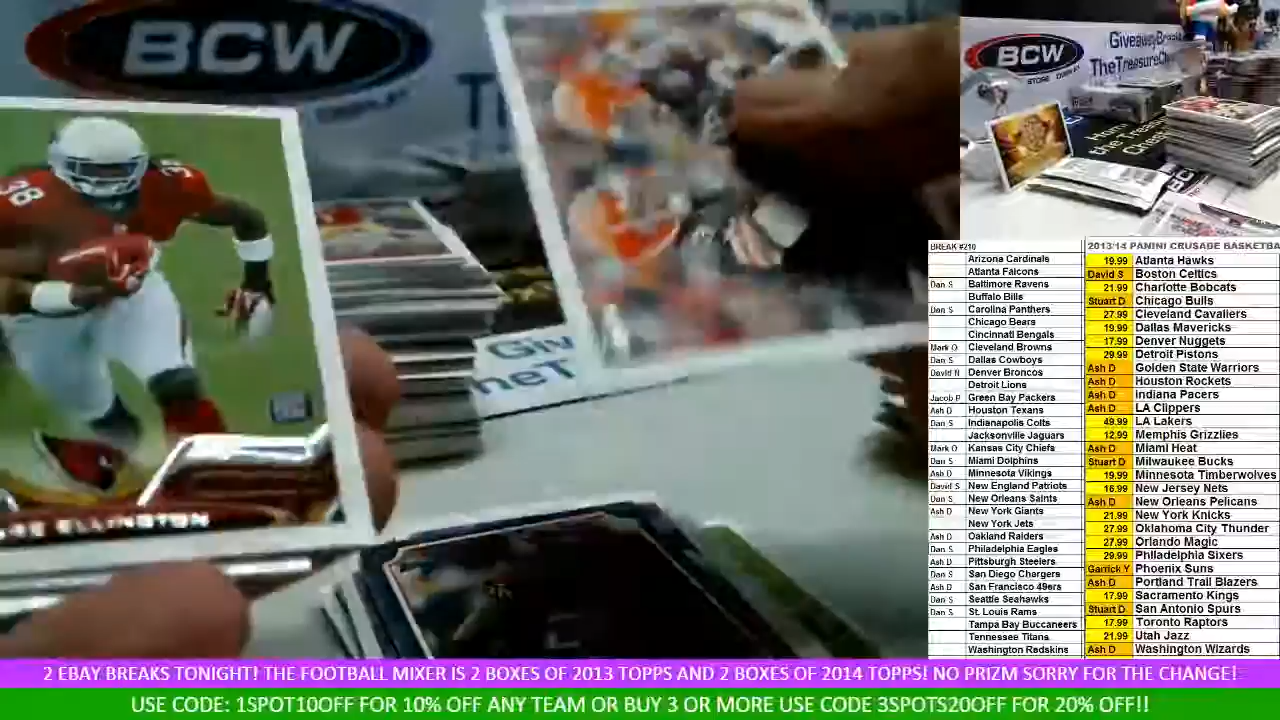 BCW
BCW
STORE DISPLAY
GiveawayBreak
TheTreasureCh
38
ELLINGTON
Giv
heT
BREAK #210
Arizona Cardinals
Atlanta Falcons
Dan S Baltimore Ravens
Buffalo Bills
Dan S Carolina Panthers
Chicago Bears
Cincinnati Bengals
Mark O Cleveland Browns
Dan S Dallas Cowboys
David N Denver Broncos
Detroit Lions
Jacob P Green Bay Packers
Ash D Houston Texans
Dan S Indianapolis Colts
Jacksonville Jaguars
Mark O Kansas City Chiefs
Dan S Miami Dolphins
Ash D Minnesota Vikings
David S New England Patriots
Dan S New Orleans Saints
Ash D New York Giants
New York Jets
Ash D Oakland Raiders
Dan S Philadelphia Eagles
Ash D Pittsburgh Steelers
Dan S San Diego Chargers
Ash D San Francisco 49ers
Dan S Seattle Seahawks
Dan S St. Louis Rams
Tampa Bay Buccaneers
Tennessee Titans
Washington Redskins
2013/14 PANINI CRUSADE BASKETBA
19.99 Atlanta Hawks
David S Boston Celtics
21.99 Charlotte Bobcats
Stuart D Chicago Bulls
27.99 Cleveland Cavaliers
19.99 Dallas Mavericks
17.99 Denver Nuggets
29.99 Detroit Pistons
Ash D Golden State Warriors
Ash D Houston Rockets
Ash D Indiana Pacers
Ash D LA Clippers
49.99 LA Lakers
12.99 Memphis Grizzlies
Ash D Miami Heat
Stuart D Milwaukee Bucks
19.99 Minnesota Timberwolves
16.99 New Jersey Nets
Ash D New Orleans Pelicans
21.99 New York Knicks
27.99 Oklahoma City Thunder
27.99 Orlando Magic
29.99 Philadelphia Sixers
Garrick Y Phoenix Suns
Ash D Portland Trail Blazers
17.99 Sacramento Kings
Stuart D San Antonio Spurs
17.99 Toronto Raptors
21.99 Utah Jazz
Ash D Washington Wizards
2 EBAY BREAKS TONIGHT! THE FOOTBALL MIXER IS 2 BOXES OF 2013 TOPPS AND 2 BOXES OF 2014 TOPPS! NO PRIZM SORRY FOR THE CHANGE!
USE CODE: 1SPOT10OFF FOR 10% OFF ANY TEAM OR BUY 3 OR MORE USE CODE 3SPOTS20OFF FOR 20% OFF!!